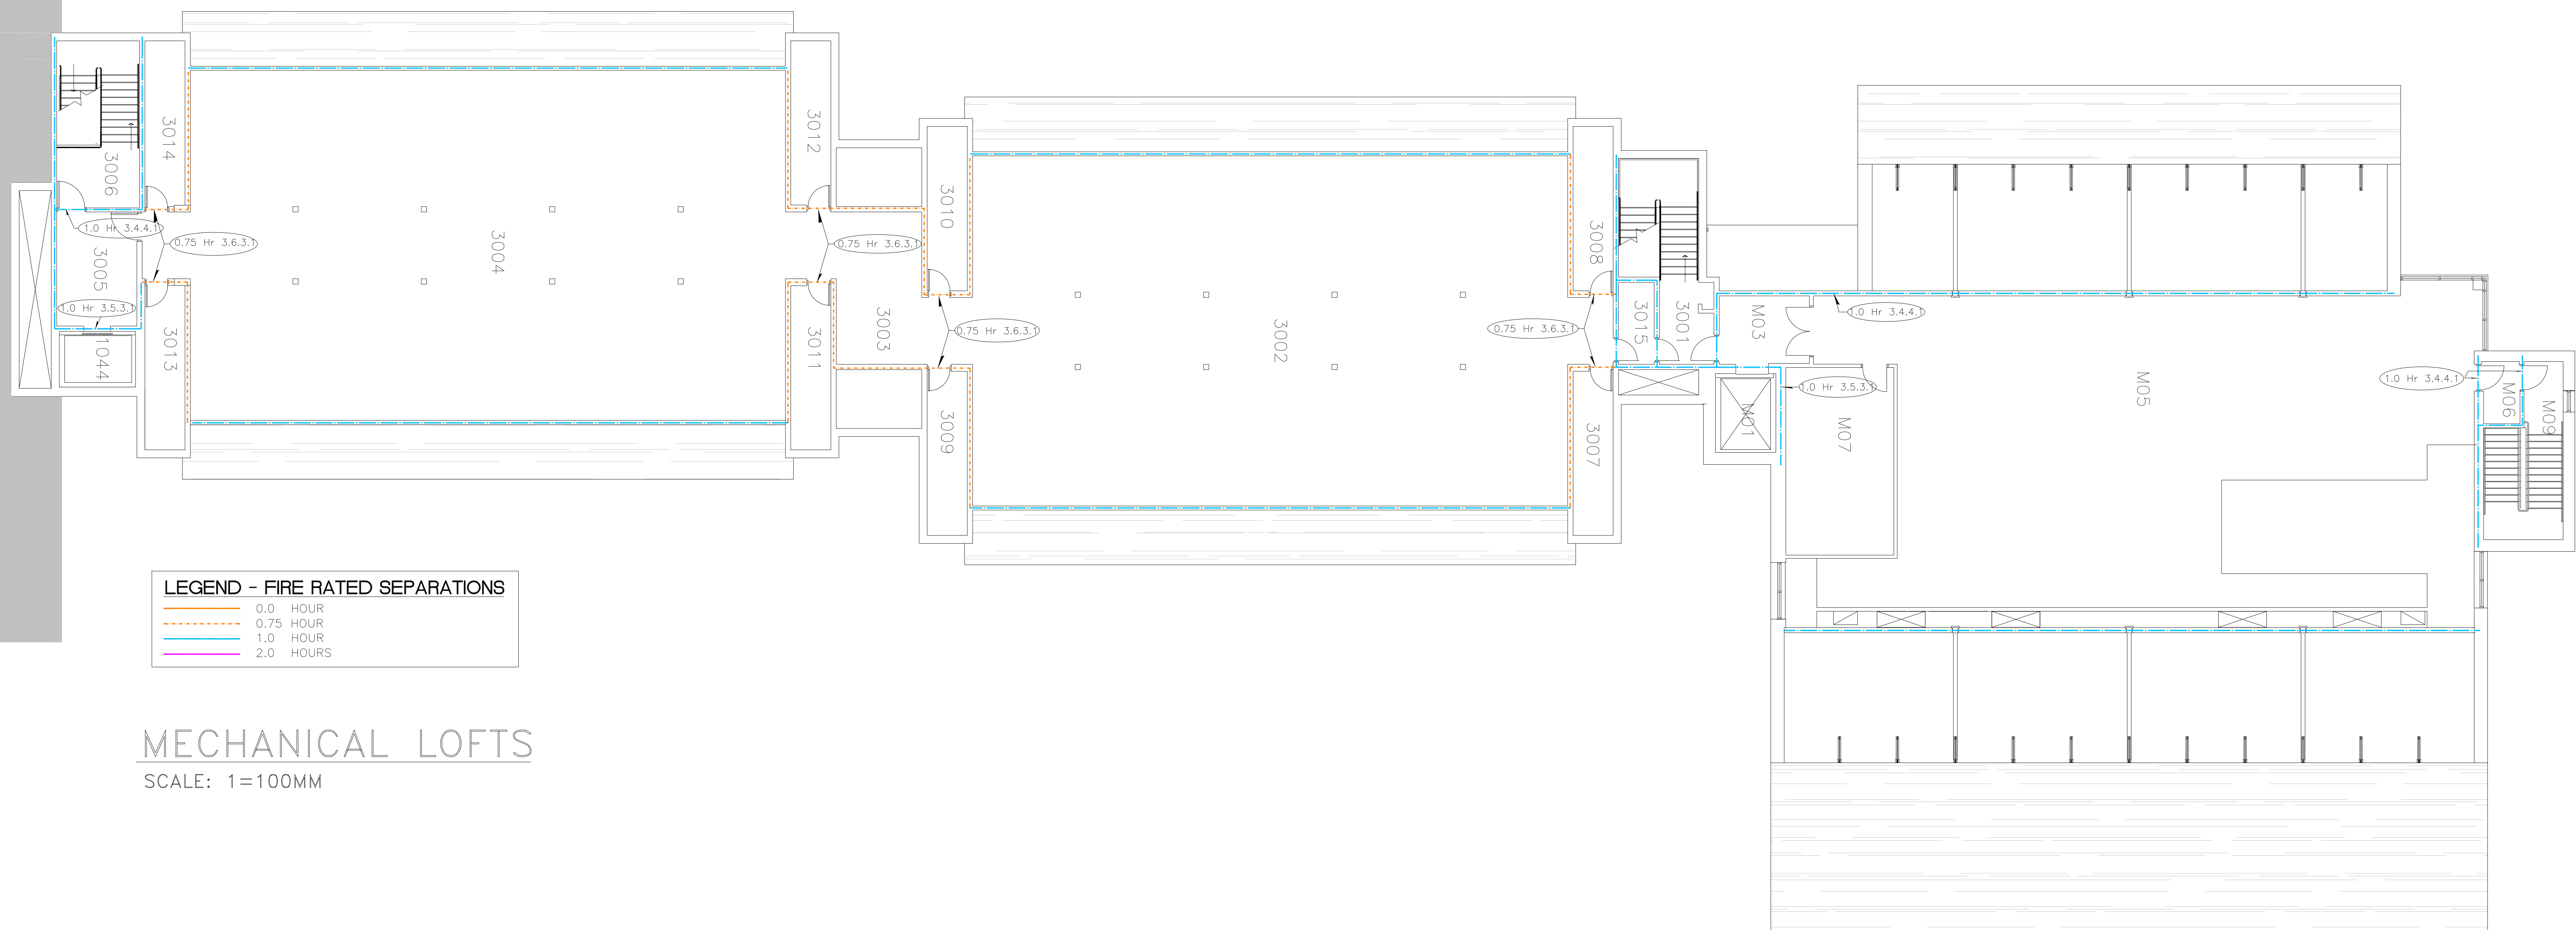 3014
3012
3006
1.0 Hr 3.4.4.1
0.75 Hr 3.6.3.1
3004
0.75 Hr 3.6.3.1
3010
3005
1.0 Hr 3.5.3.1
1044
3013
3011
3003
0.75 Hr 3.6.3.1
3009
3002
3008
0.75 Hr 3.6.3.1
3007
3015
3001
M03
1.0 Hr 3.4.4.1
1.0 Hr 3.5.3.1
M01
M07
M05
1.0 Hr 3.4.4.1
M06
M09
LEGEND - FIRE RATED SEPARATIONS
0.0 HOUR
0.75 HOUR
1.0 HOUR
2.0 HOURS
MECHANICAL LOFTS
SCALE: 1=100MM